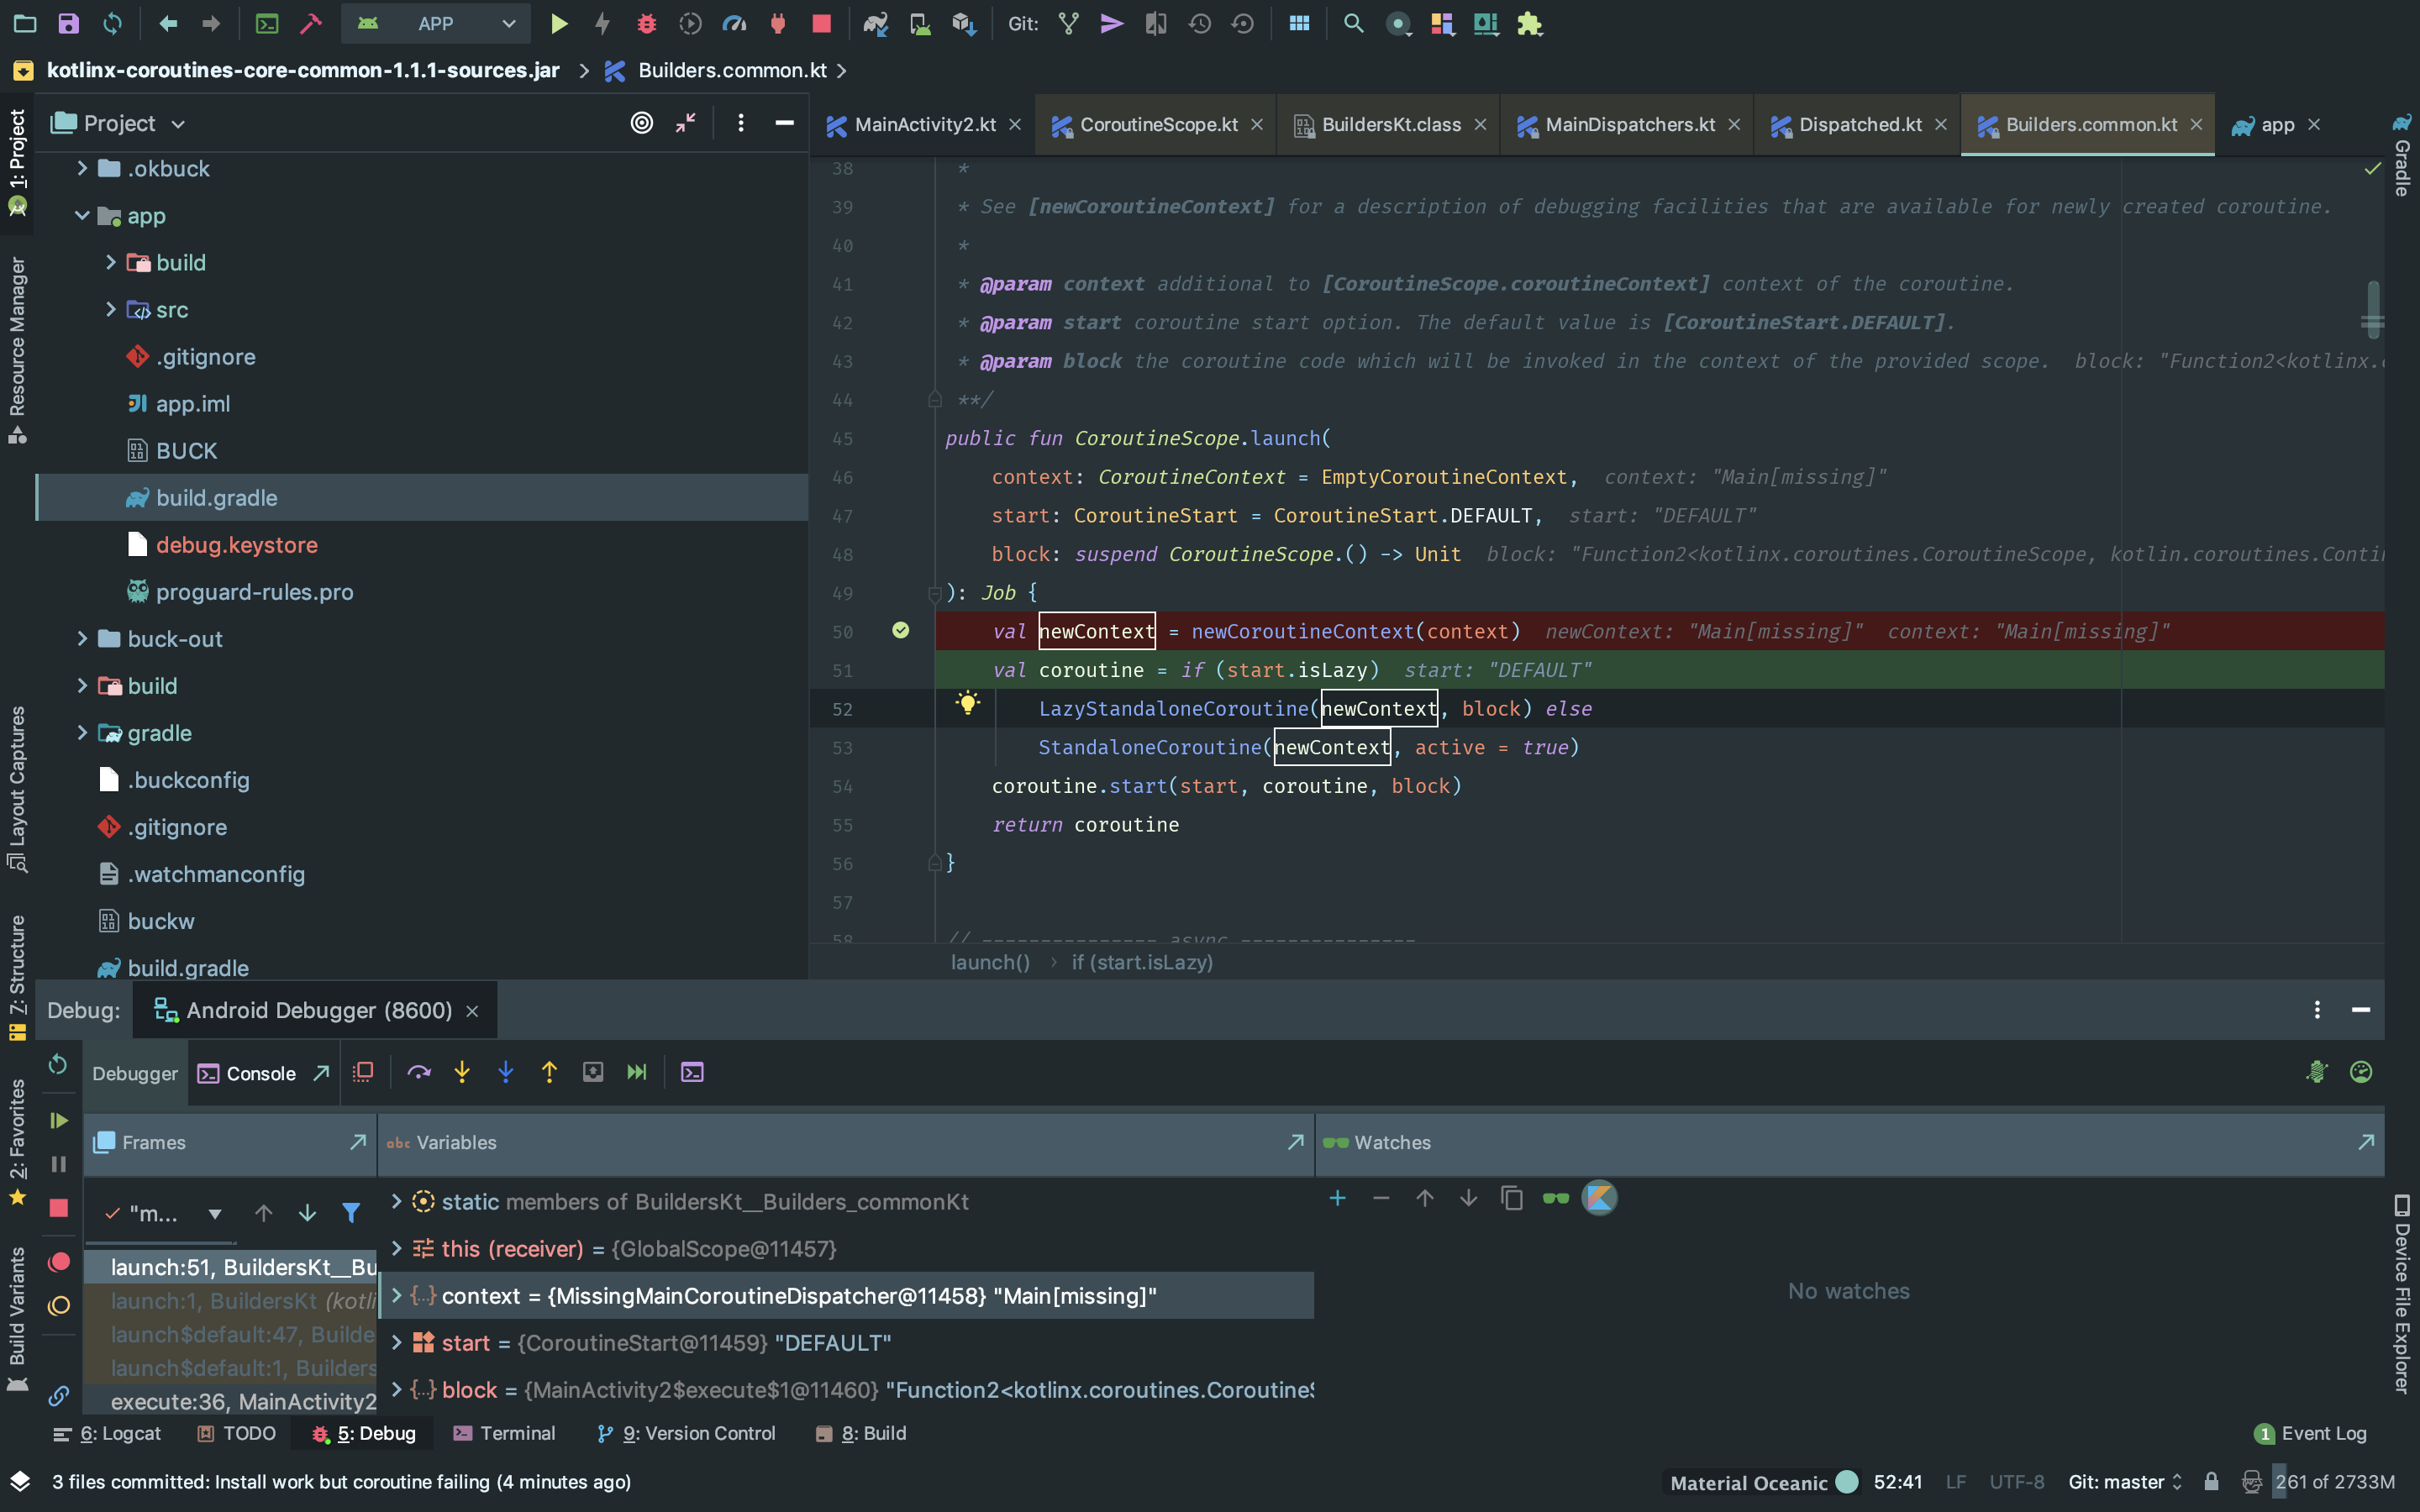 APP
Git:
kotlinx-coroutines-core-common-1.1.1-sources.jar
Builders.common.kt
1: Project
Resource Manager
Layout Captures
Z: Structure
2: Favorites
Build Variants
Project
.okbuck
app
build
src
.gitignore
app.iml
BUCK
build.gradle
debug.keystore
proguard-rules.pro
buck-out
build
gradle
.buckconfig
.gitignore
.watchmanconfig
buckw
build.gradle
MainActivity2.kt
CoroutineScope.kt
BuildersKt.class
MainDispatchers.kt
Dispatched.kt
Builders.common.kt
app
38 *
39 * See [newCoroutineContext] for a description of debugging facilities that are available for newly created coroutine.
40 *
41 * @param context additional to [CoroutineScope.coroutineContext] context of the coroutine.
42 * @param start coroutine start option. The default value is [CoroutineStart.DEFAULT].
43 * @param block the coroutine code which will be invoked in the context of the provided scope. block: "Function2<kotlinx.
44 **/
45 public fun CoroutineScope.launch(
46 context: CoroutineContext = EmptyCoroutineContext, context: "Main[missing]"
47 start: CoroutineStart = CoroutineStart.DEFAULT, start: "DEFAULT"
48 block: suspend CoroutineScope.() -> Unit block: "Function2<kotlinx.coroutines.CoroutineScope, kotlin.coroutines.Conti
49 ): Job {
50 val newContext = newCoroutineContext(context) newContext: "Main[missing]" context: "Main[missing]"
51 val coroutine = if (start.isLazy) start: "DEFAULT"
52 LazyStandaloneCoroutine(newContext, block) else
53 StandaloneCoroutine(newContext, active = true)
54 coroutine.start(start, coroutine, block)
55 return coroutine
56 }
57
58 // --------------- async ---------------
launch() > if (start.isLazy)
Gradle
Device File Explorer
Debug:
Android Debugger (8600)
Debugger
Console
Frames
Variables
Watches
"m...
launch:51, BuildersKt__Bu
launch:1, BuildersKt (kotli
launch$default:47, Builde
launch$default:1, Builders
execute:36, MainActivity2
static members of BuildersKt__Builders_commonKt
this (receiver) = {GlobalScope@11457}
context = {MissingMainCoroutineDispatcher@11458} "Main[missing]"
start = {CoroutineStart@11459} "DEFAULT"
block = {MainActivity2$execute$1@11460} "Function2<kotlinx.coroutines.Coroutine
No watches
6: Logcat
TODO
5: Debug
Terminal
9: Version Control
8: Build
1 Event Log
3 files committed: Install work but coroutine failing (4 minutes ago)
Material Oceanic
52:41
LF
UTF-8
Git: master
261 of 2733M